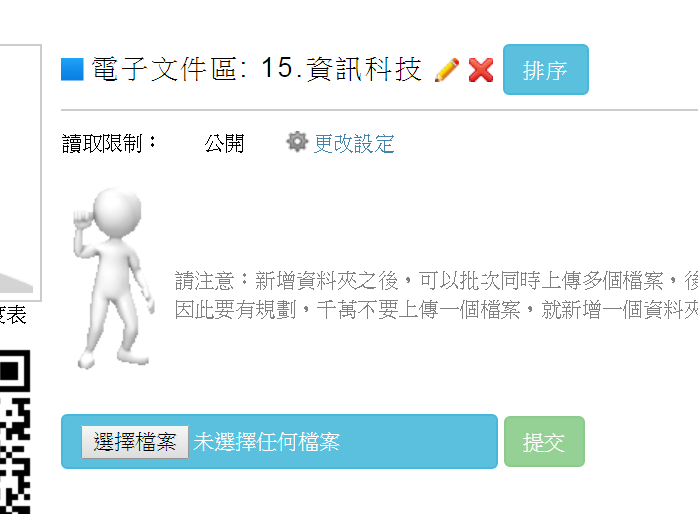 電子文件區: 15.資訊科技 排序
讀取限制： 公開 更改設定
請注意：新增資料夾之後，可以批次同時上傳多個檔案，後
因此要有規劃，千萬不要上傳一個檔案，就新增一個資料夾
度表
選擇檔案 未選擇任何檔案 提交